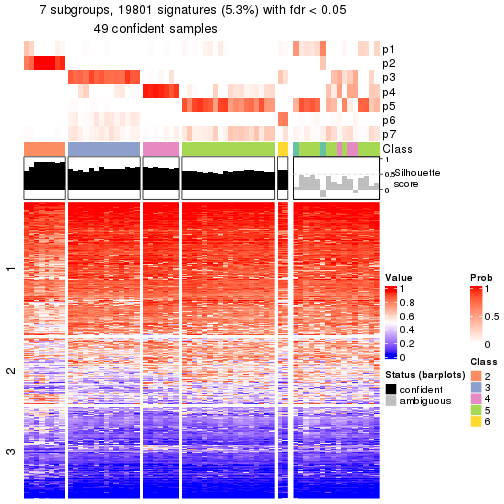 7 subgroups, 19801 signatures (5.3%) with fdr < 0.05
49 confident samples
p1
p2
p3
p4
p5
p6
p7
Class
1
0.5
0
Silhouette
score
1
2
3
Value
1
0.8
0.6
0.4
0.2
0
Status (barplots)
confident
ambiguous
Prob
1
0.5
0
Class
2
3
4
5
6